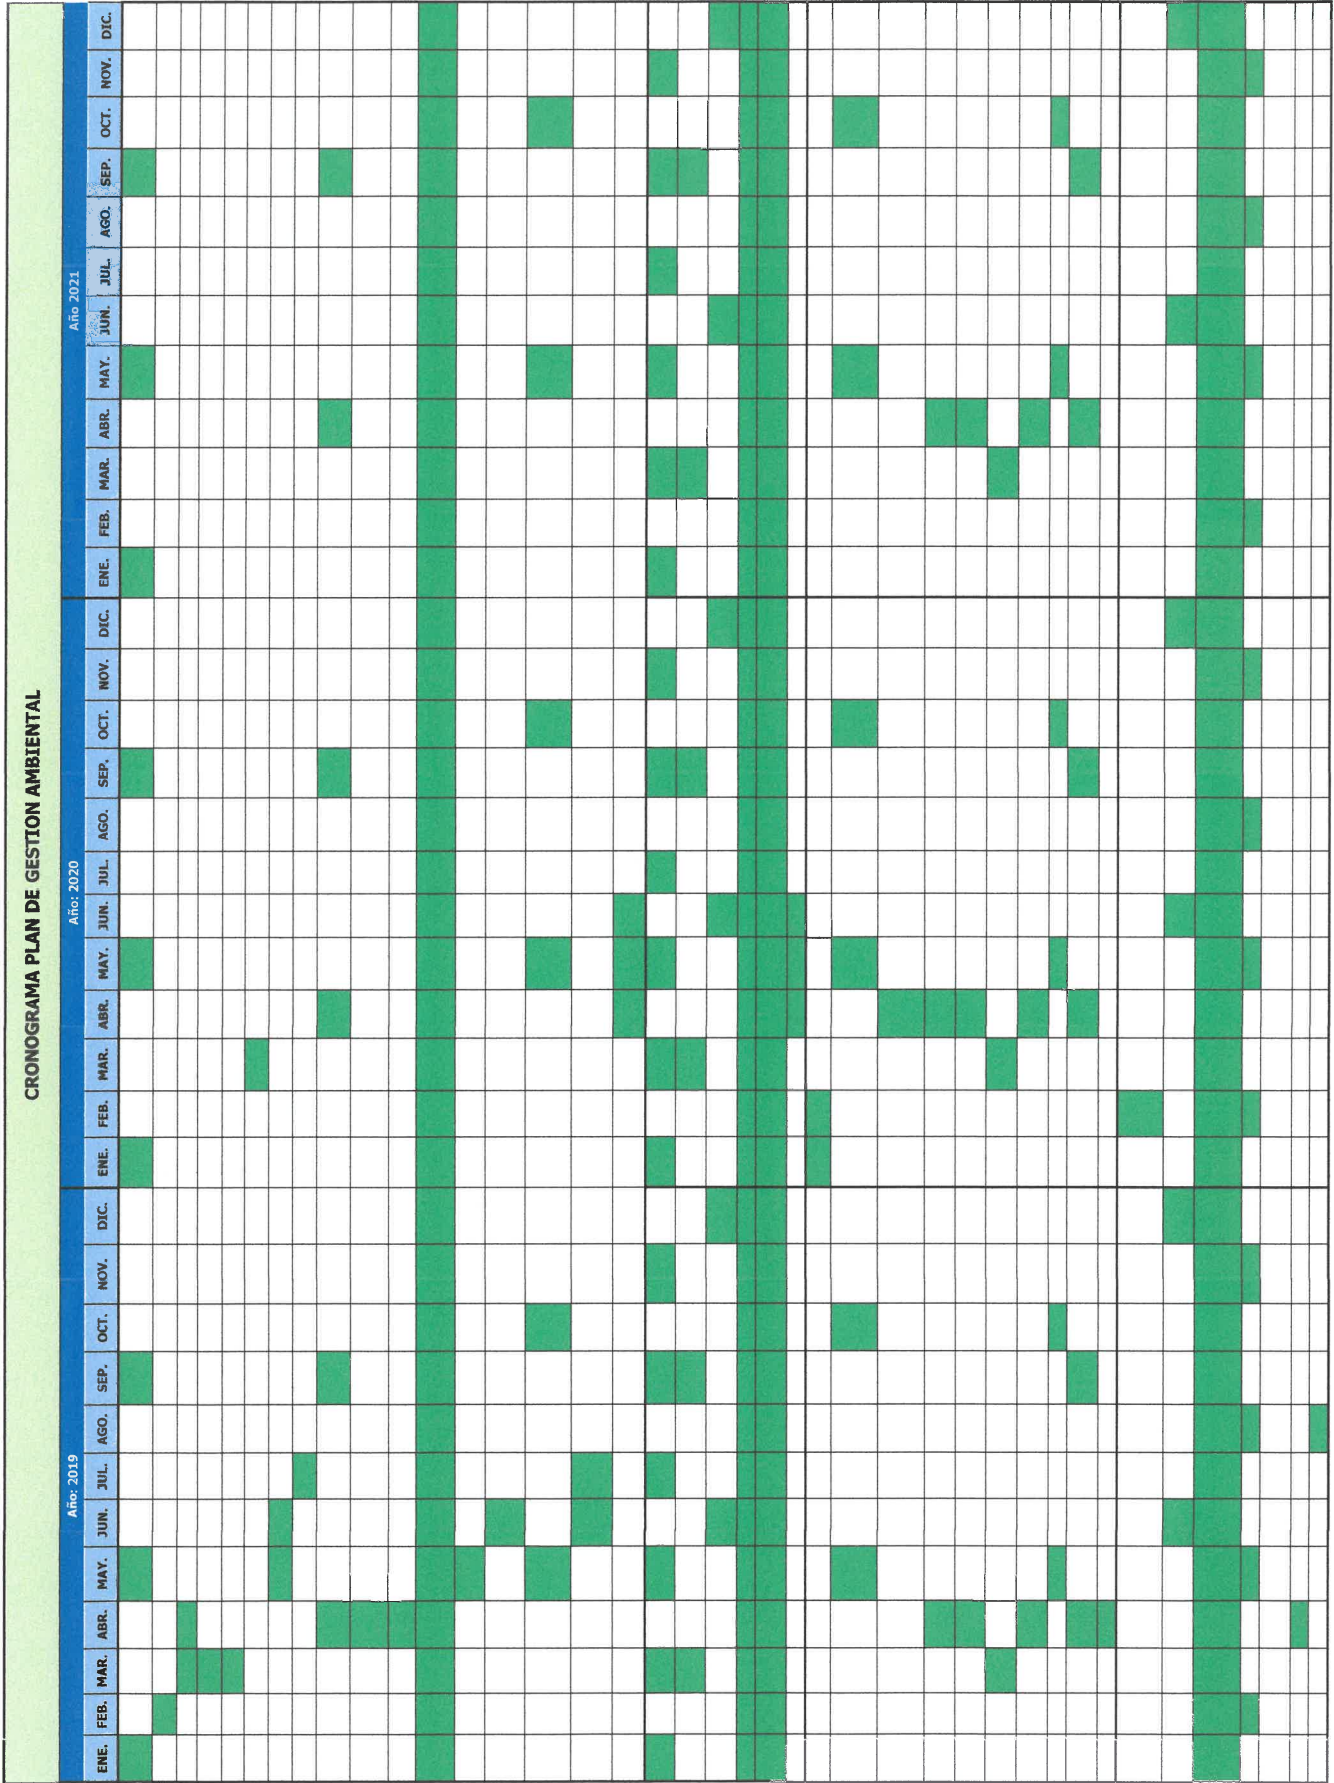 CRONOGRAMA PLAN DE GESTION AMBIENTAL
Año: 2019 Año: 2020 Año 2021
ENE. FEB. MAR. ABR. MAY. JUN. JUL. AGO. SEP. OCT. NOV. DIC. ENE. FEB. MAR. ABR. MAY. JUN. JUL. AGO. SEP. OCT. NOV. DIC. ENE. FEB. MAR. ABR. MAY. JUN. JUL. AGO. SEP. OCT. NOV. DIC.